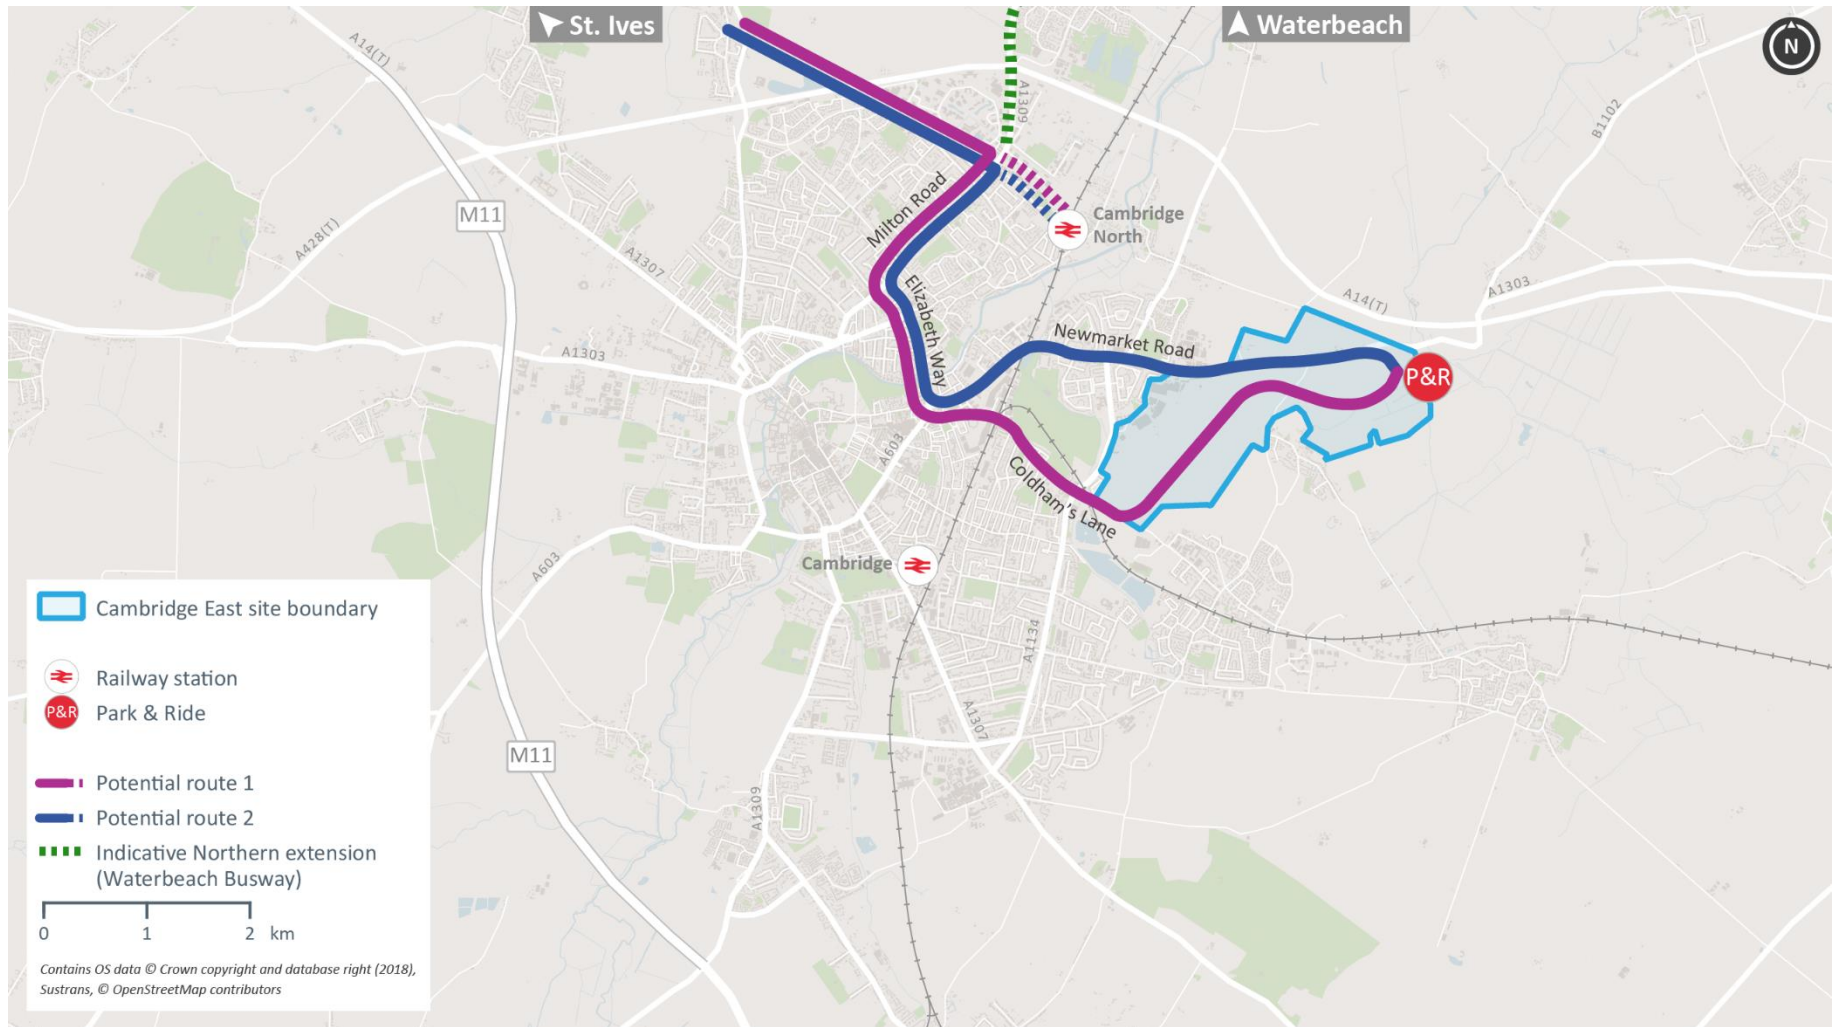 St. Ives
Waterbeach
N
A14(T)
A1309
B1102
Milton Road
M11
Cambridge
North
A428(T)
A1307
Elizabeth Way
A14(T)
A1303
Newmarket Road
A1303
P&R
A603
Coldham's Lane
Cambridge
A603
A1134
A1307
M11
A1309
Cambridge East site boundary
Railway station
P&R Park & Ride
Potential route 1
Potential route 2
Indicative Northern extension
(Waterbeach Busway)
0 1 2 km
Contains OS data © Crown copyright and database right (2018),
Sustrans, © OpenStreetMap contributors